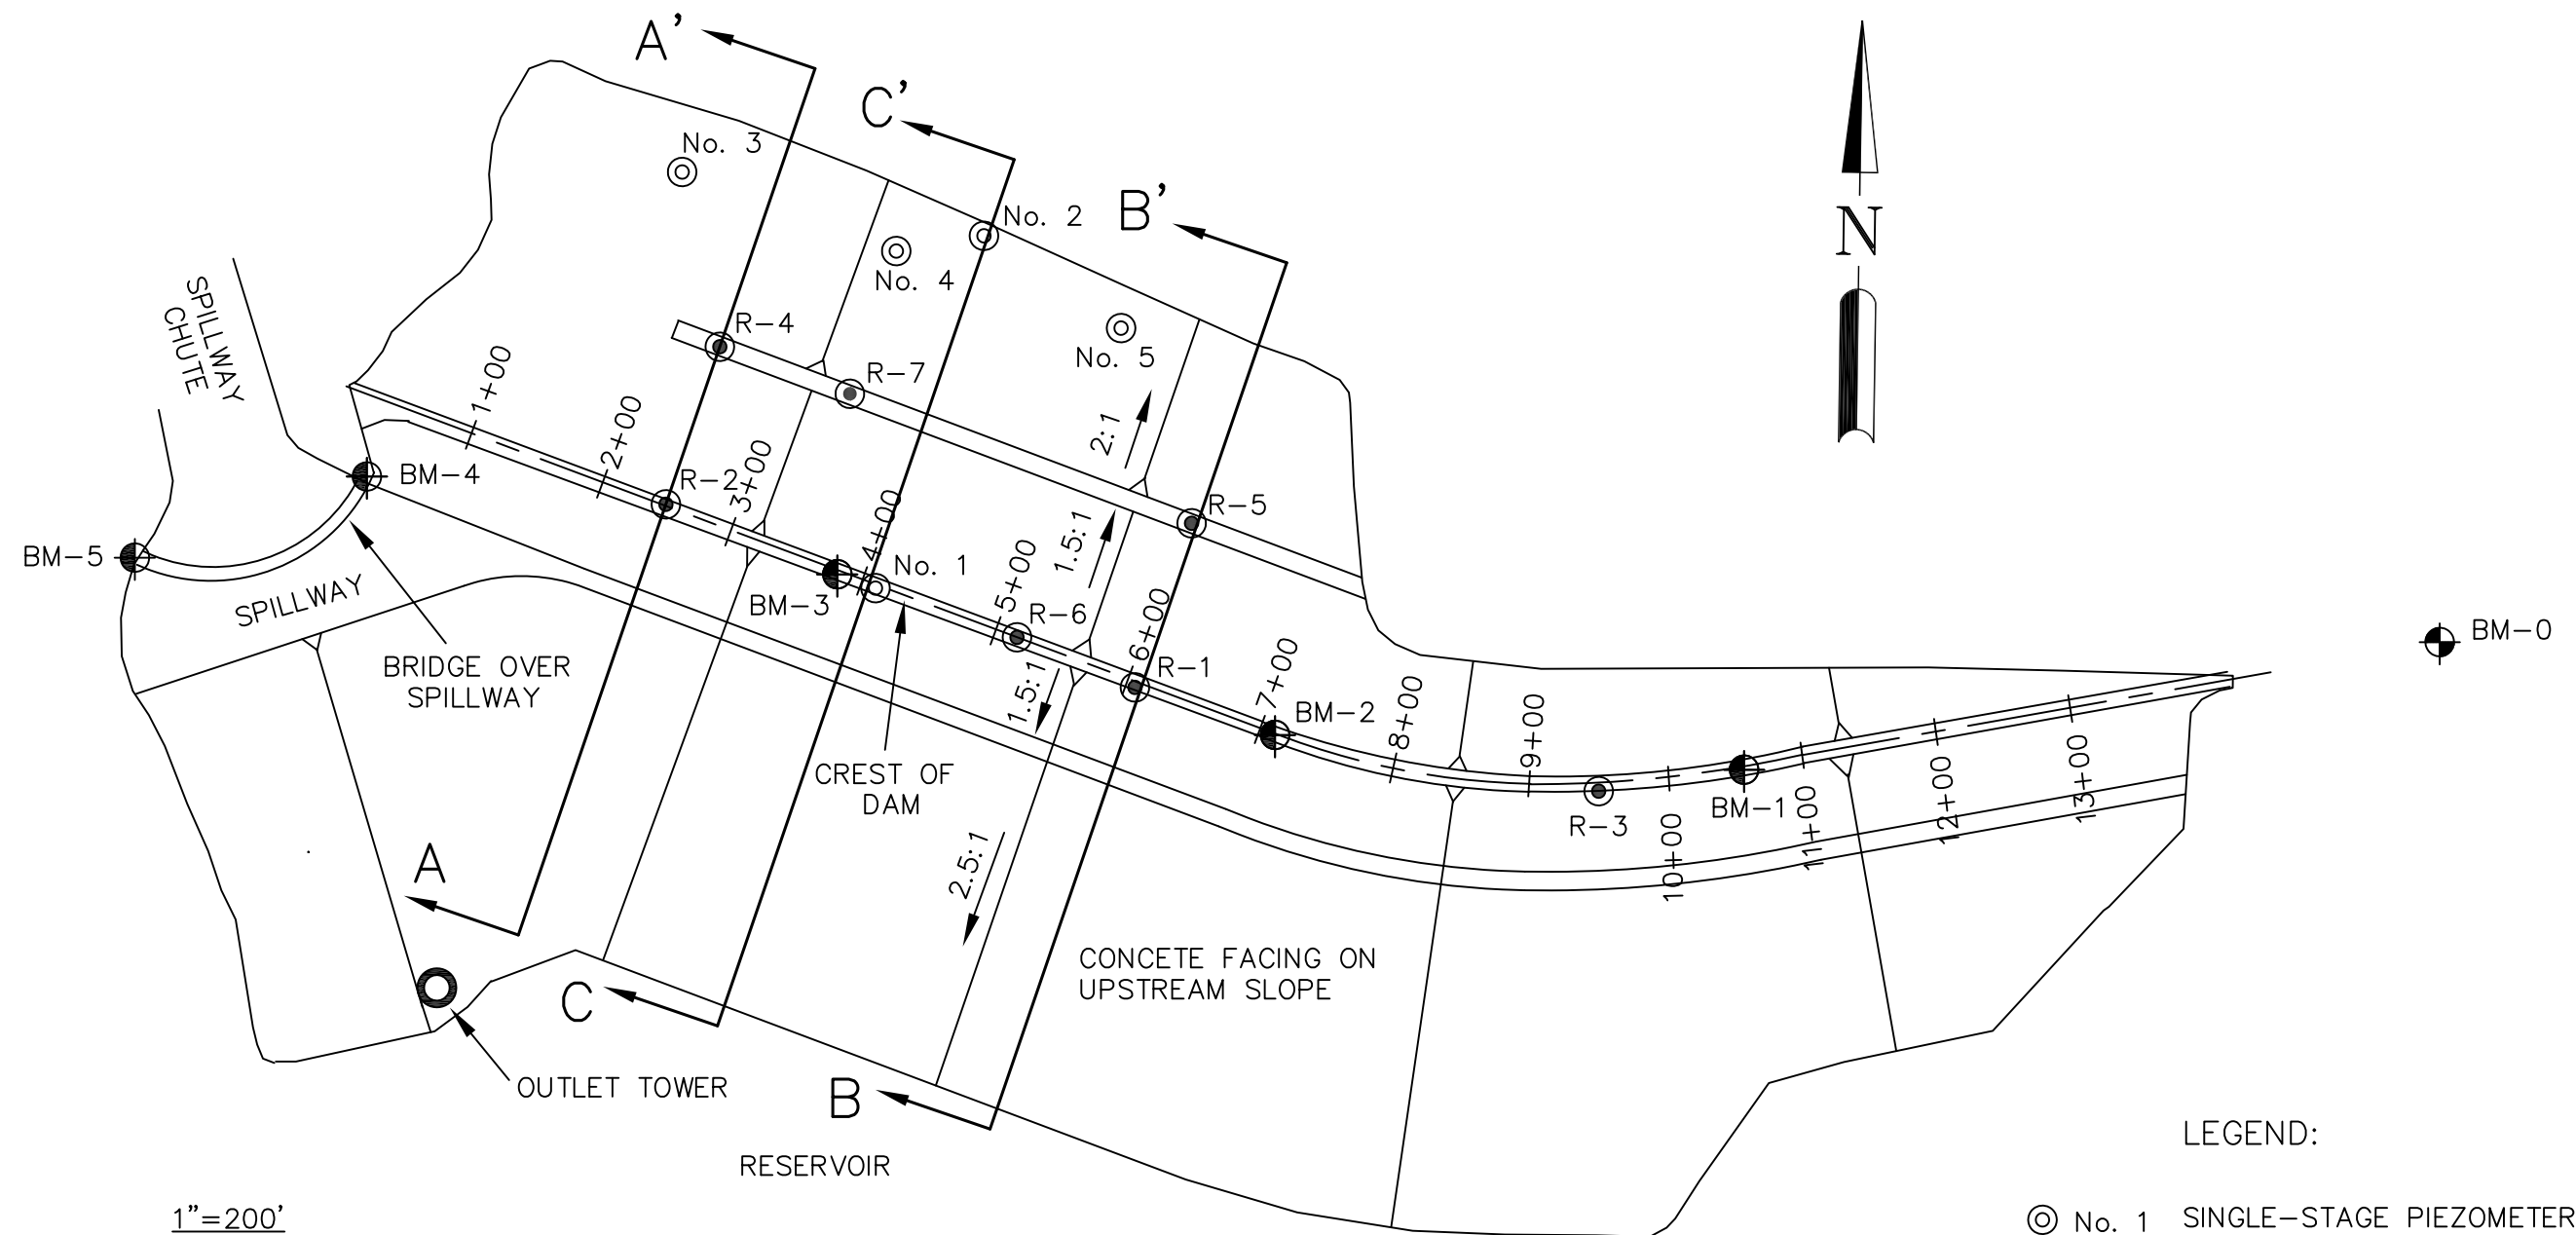 A'
C'
No. 3
B'
No. 2
N
No. 4
SPILLWAY
CHUTE
R-4
No. 5
R-7
1+00
2+00
2:1
3+00
R-2
BM-4
R-5
4+00
1.5:1
BM-5
No. 1
5+00
SPILLWAY
BM-3
R-6
6+00
BM-0
BRIDGE OVER
SPILLWAY
1.5:1
R-1
7+00
BM-2
8+00
9+00
CREST OF
DAM
R-3
BM-1
10+00
11+00
12+00
13+00
A
2.5:1
CONCETE FACING ON
UPSTREAM SLOPE
C
OUTLET TOWER
B
RESERVOIR
LEGEND:
1"=200'
No. 1 SINGLE-STAGE PIEZOMETER